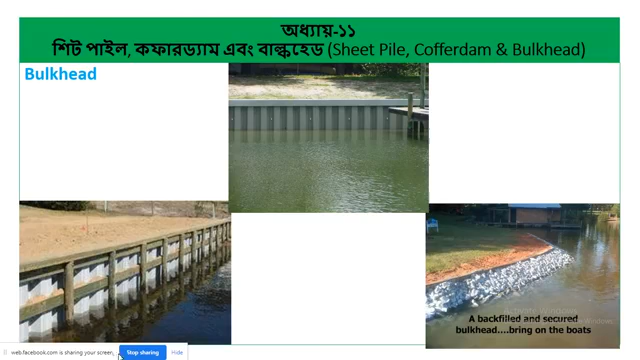 অধ্যায়-১১
শিট পাইল, কফারড্যাম এবং বাল্কহেড (Sheet Pile, Cofferdam & Bulkhead)
Bulkhead
A backfilled and secured
bulkhead....bring on the boats
web.facebook.com is sharing your screen. Stop sharing Hide